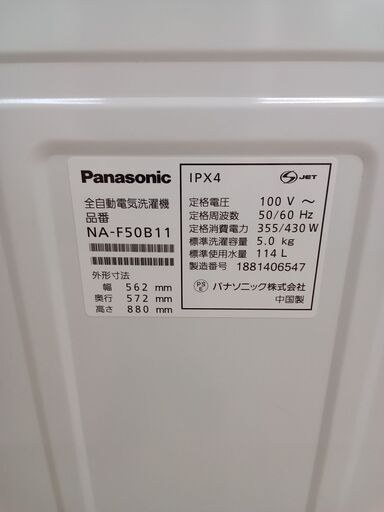 Panasonic
全自動電気洗濯機
品番
NA-F50B11
外形寸法
幅 562 mm
奥行 572 mm
高さ 880 mm
IPX4
S JET
定格電圧 100 V ～
定格周波数 50/60 Hz
定格消費電力 355/430 W
標準洗濯容量 5.0 kg
標準使用水量 114 L
製造番号 1881406547
PS
E
パナソニック株式会社
中国製